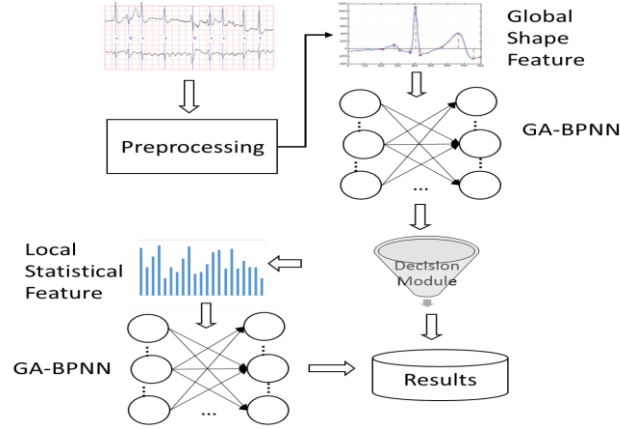 Global
Shape
Feature
Preprocessing
GA-BPNN
...
Decision
Module
Local
Statistical
Feature
GA-BPNN
...
Results